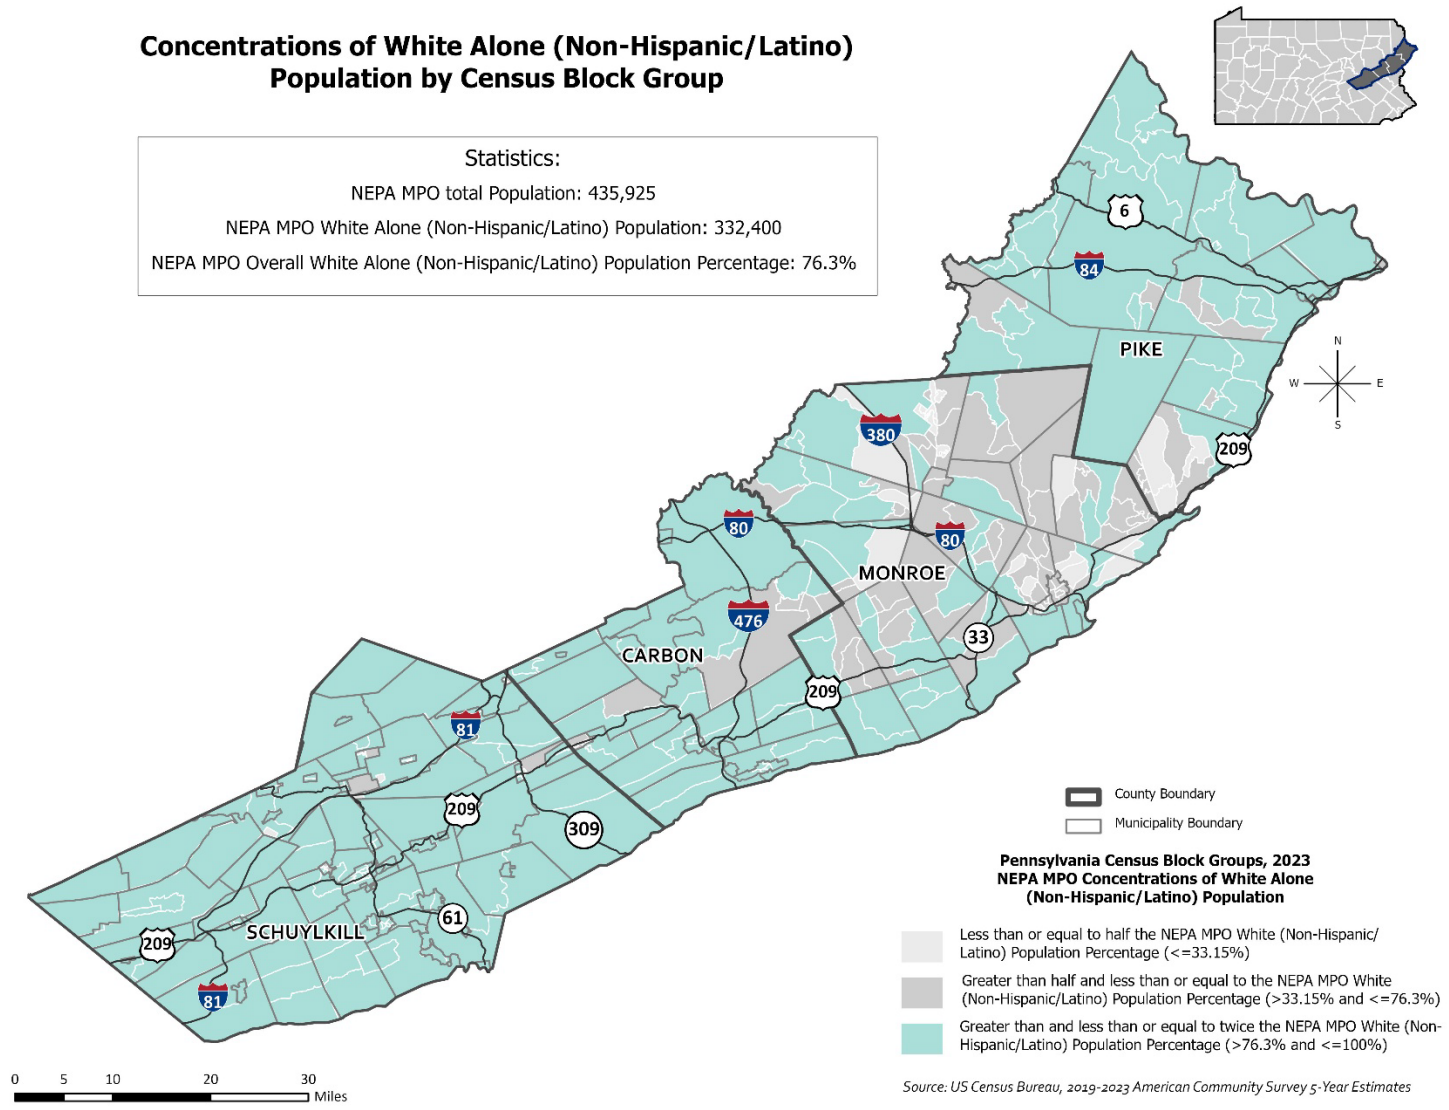 Concentrations of White Alone (Non-Hispanic/Latino)
Population by Census Block Group
Statistics:
NEPA MPO total Population: 435,925
NEPA MPO White Alone (Non-Hispanic/Latino) Population: 332,400
NEPA MPO Overall White Alone (Non-Hispanic/Latino) Population Percentage: 76.3%
6
84
PIKE
N
W
E
S
380
209
80
80
MONROE
476
33
CARBON
209
81
209
309
61
SCHUYLKILL
209
81
County Boundary
Municipality Boundary
Pennsylvania Census Block Groups, 2023
NEPA MPO Concentrations of White Alone
(Non-Hispanic/Latino) Population
Less than or equal to half the NEPA MPO White (Non-Hispanic/
Latino) Population Percentage (<=33.15%)
Greater than half and less than or equal to the NEPA MPO White
(Non-Hispanic/Latino) Population Percentage (>33.15% and <=76.3%)
Greater than and less than or equal to twice the NEPA MPO White (Non-
Hispanic/Latino) Population Percentage (>76.3% and <=100%)
Source: US Census Bureau, 2019-2023 American Community Survey 5-Year Estimates
0 5 10 20 30
Miles